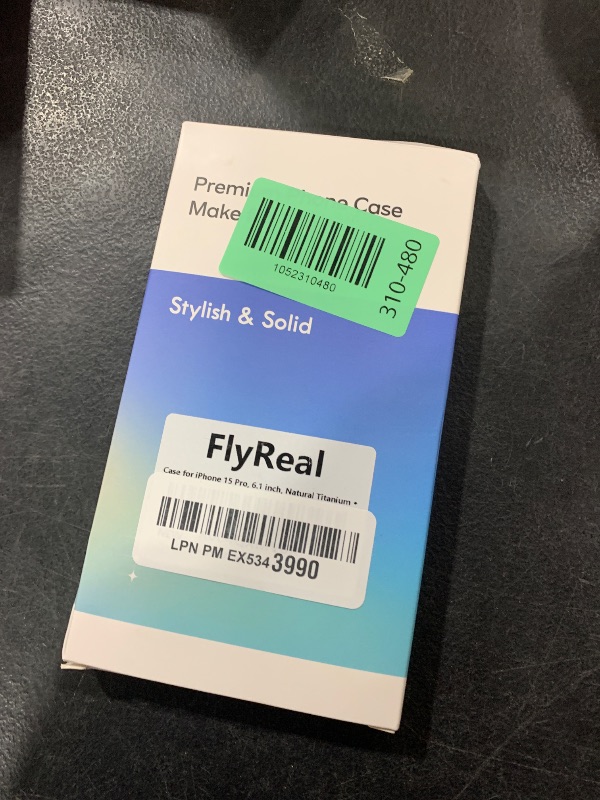 Case
Make
1052310480
310-480
Stylish & Solid
FlyReal
Case for iPhone 15 Pro, 6.1 inch, Natural Titanium •
LPN PM EX5343990